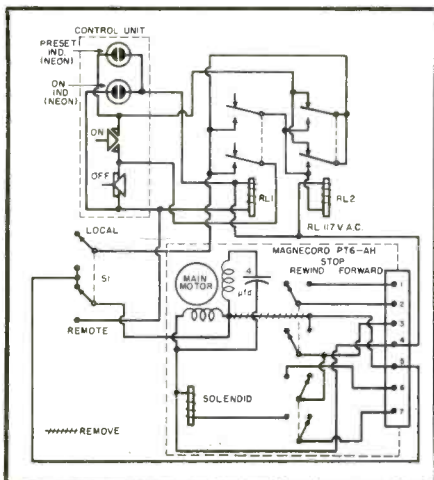 CONTROL UNIT
PRESET
IND.
(NEON)
ON
IND
(NEON)
ON
OFF
RL1
RL2
RL 117 V A.C.
LOCAL
S1
REMOTE
MAGNECORD PT6-AH
STOP
REWIND FORWARD
MAIN
MOTOR
4
µfd
1
2
3
4
5
6
7
SOLENOID
REMOVE